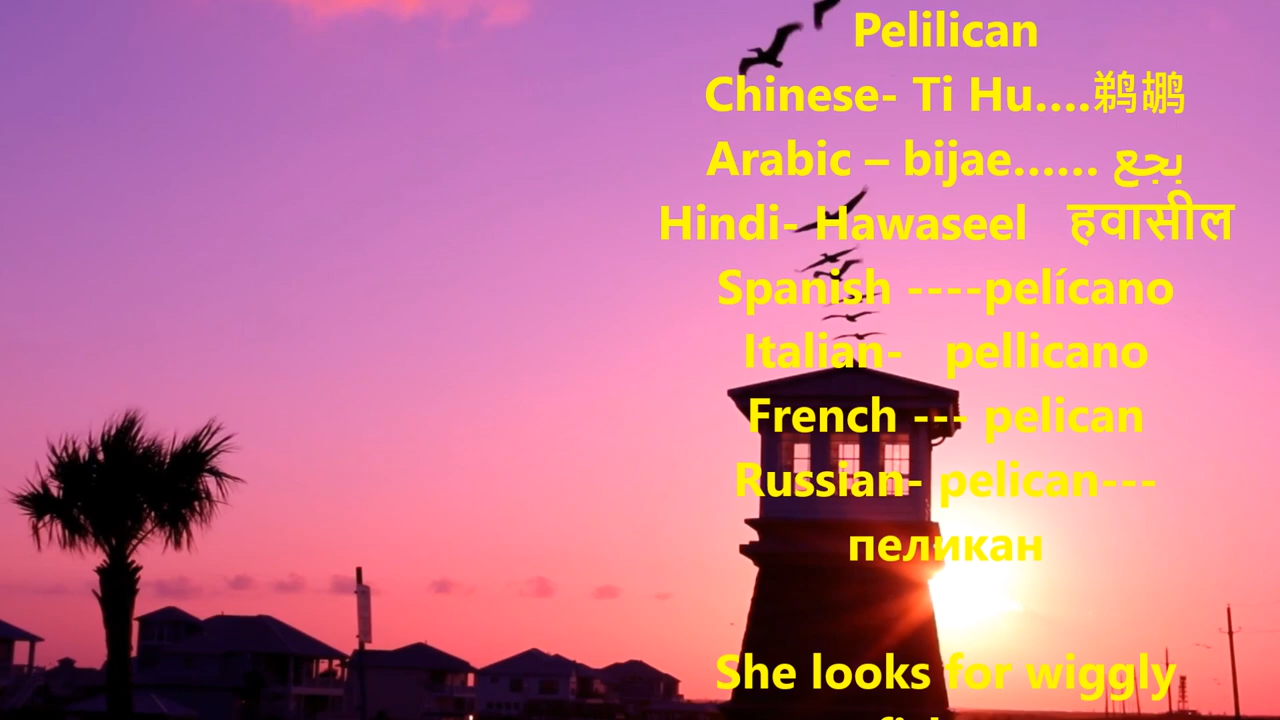 Pelilican
Chinese- Ti Hu....鹈鹕
Arabic – bijae...... بجع
Hindi- Hawaseel हवासील
Spanish ----pelícano
Italian- pellicano
French --- pelican
Russian- pelican---
пеликан
She looks for wiggly